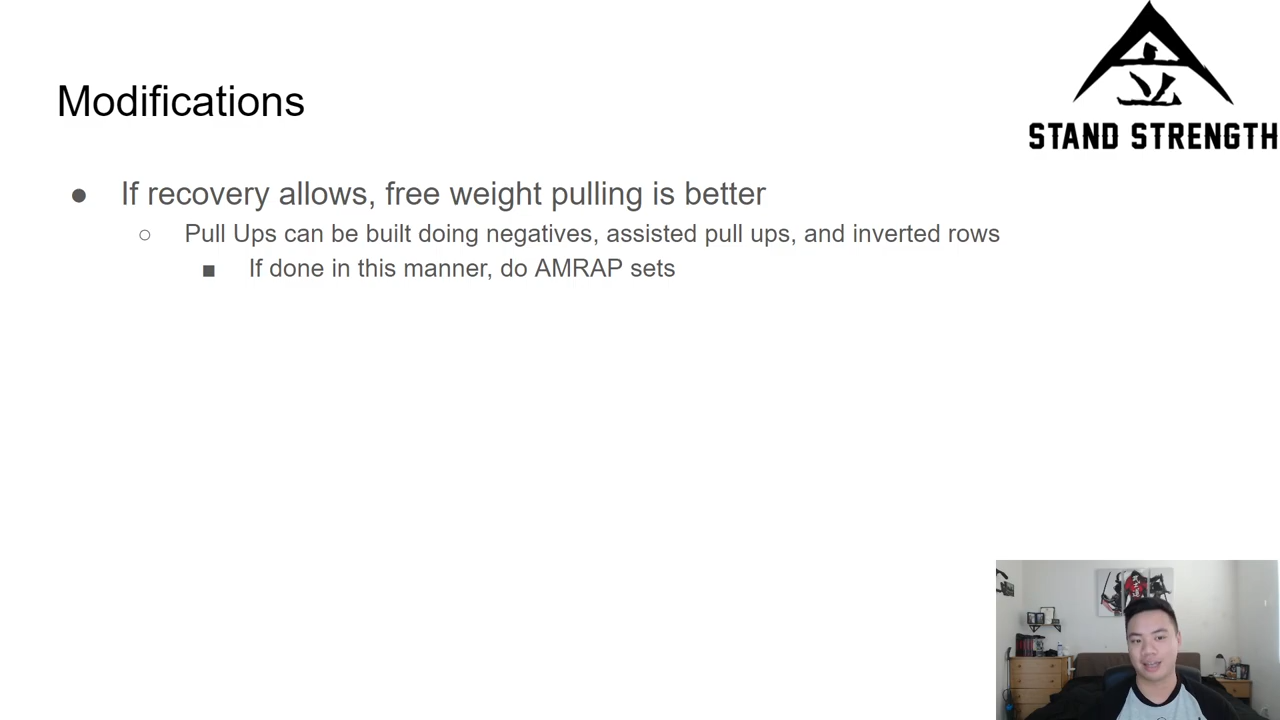 Modifications
STAND STRENGTH
● If recovery allows, free weight pulling is better
○ Pull Ups can be built doing negatives, assisted pull ups, and inverted rows
■ If done in this manner, do AMRAP sets